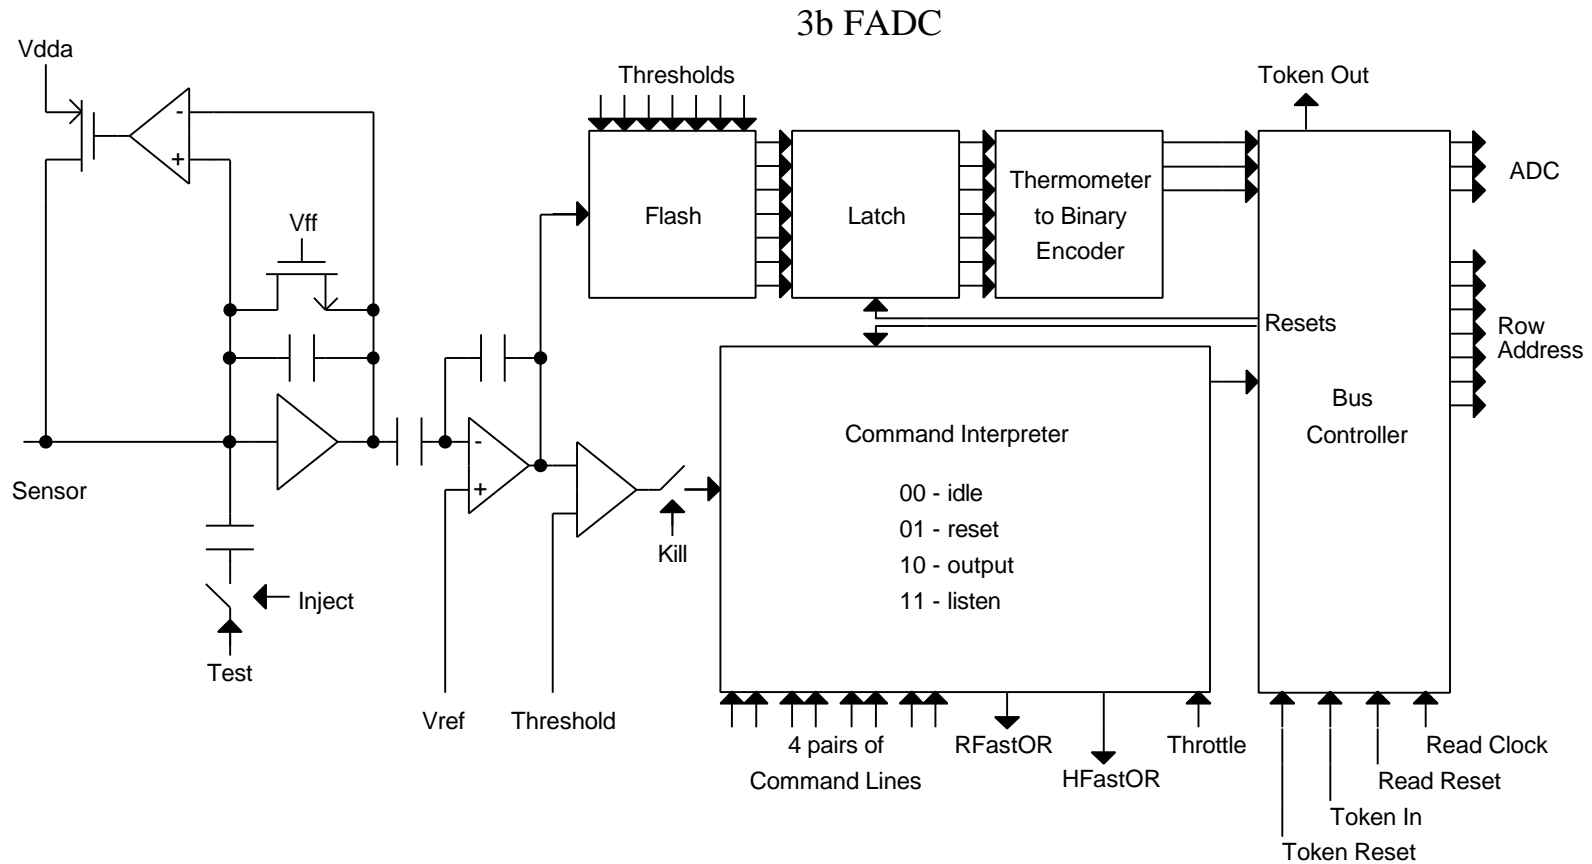 3b FADC
Vdda
Thresholds
Token Out
-
+
Vff
Flash
Latch
Thermometer
to Binary
Encoder
ADC
Resets
Row
Address
Bus
Controller
Command Interpreter
00 - idle
01 - reset
10 - output
11 - listen
-
+
Sensor
Kill
Inject
Test
Vref
Threshold
4 pairs of
Command Lines
RFastOR
HFastOR
Throttle
Read Clock
Read Reset
Token In
Token Reset